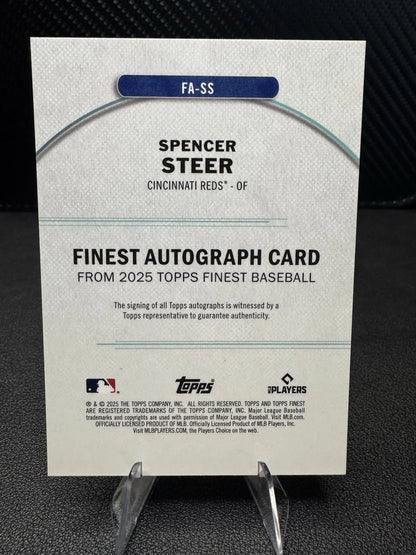 FA-SS
SPENCER
STEER
CINCINNATI REDS® - OF
FINEST AUTOGRAPH CARD
FROM 2025 TOPPS FINEST BASEBALL
The signing of all Topps autographs is witnessed by a
Topps representative to guarantee authenticity.
topps
PLAYERS
® & © 2025 THE TOPPS COMPANY, INC. ALL RIGHTS RESERVED. TOPPS AND TOPPS FINEST
ARE REGISTERED TRADEMARKS OF THE TOPPS COMPANY, INC. Major League Baseball
trademarks and copyrights are used with permission of Major League Baseball. Visit MLB.com.
OFFICIALLY LICENSED PRODUCT OF MLB. Officially Licensed Product of MLB Players, Inc.
Visit MLBPLAYERS.com, the Players Choice on the web.